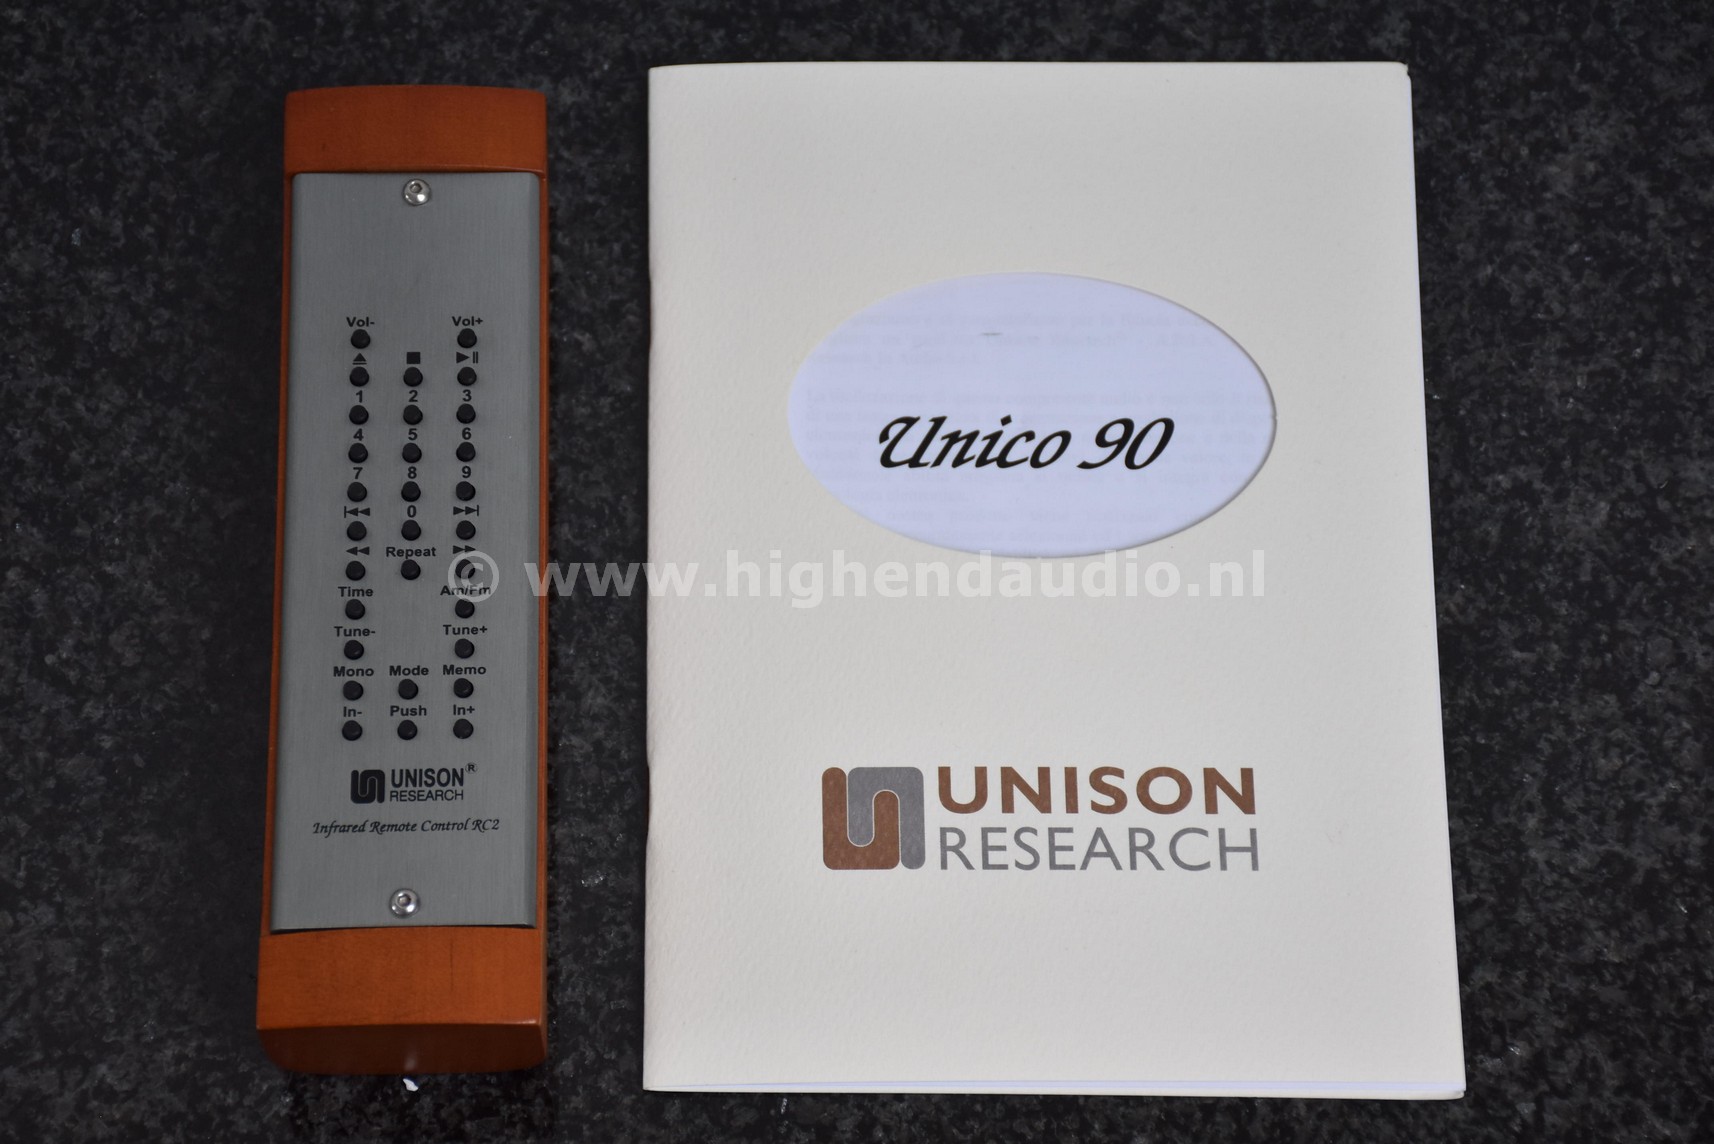 Vol- Vol+
1 2 3
4 5 6
7 8 9
0
Repeat
Time Am/Fm
Tune- Tune+
Mono Mode Memo
In- Push In+
UNISON®
RESEARCH
Infrared Remote Control RC2
Unico 90
UNISON
RESEARCH
© www.highendaudio.nl